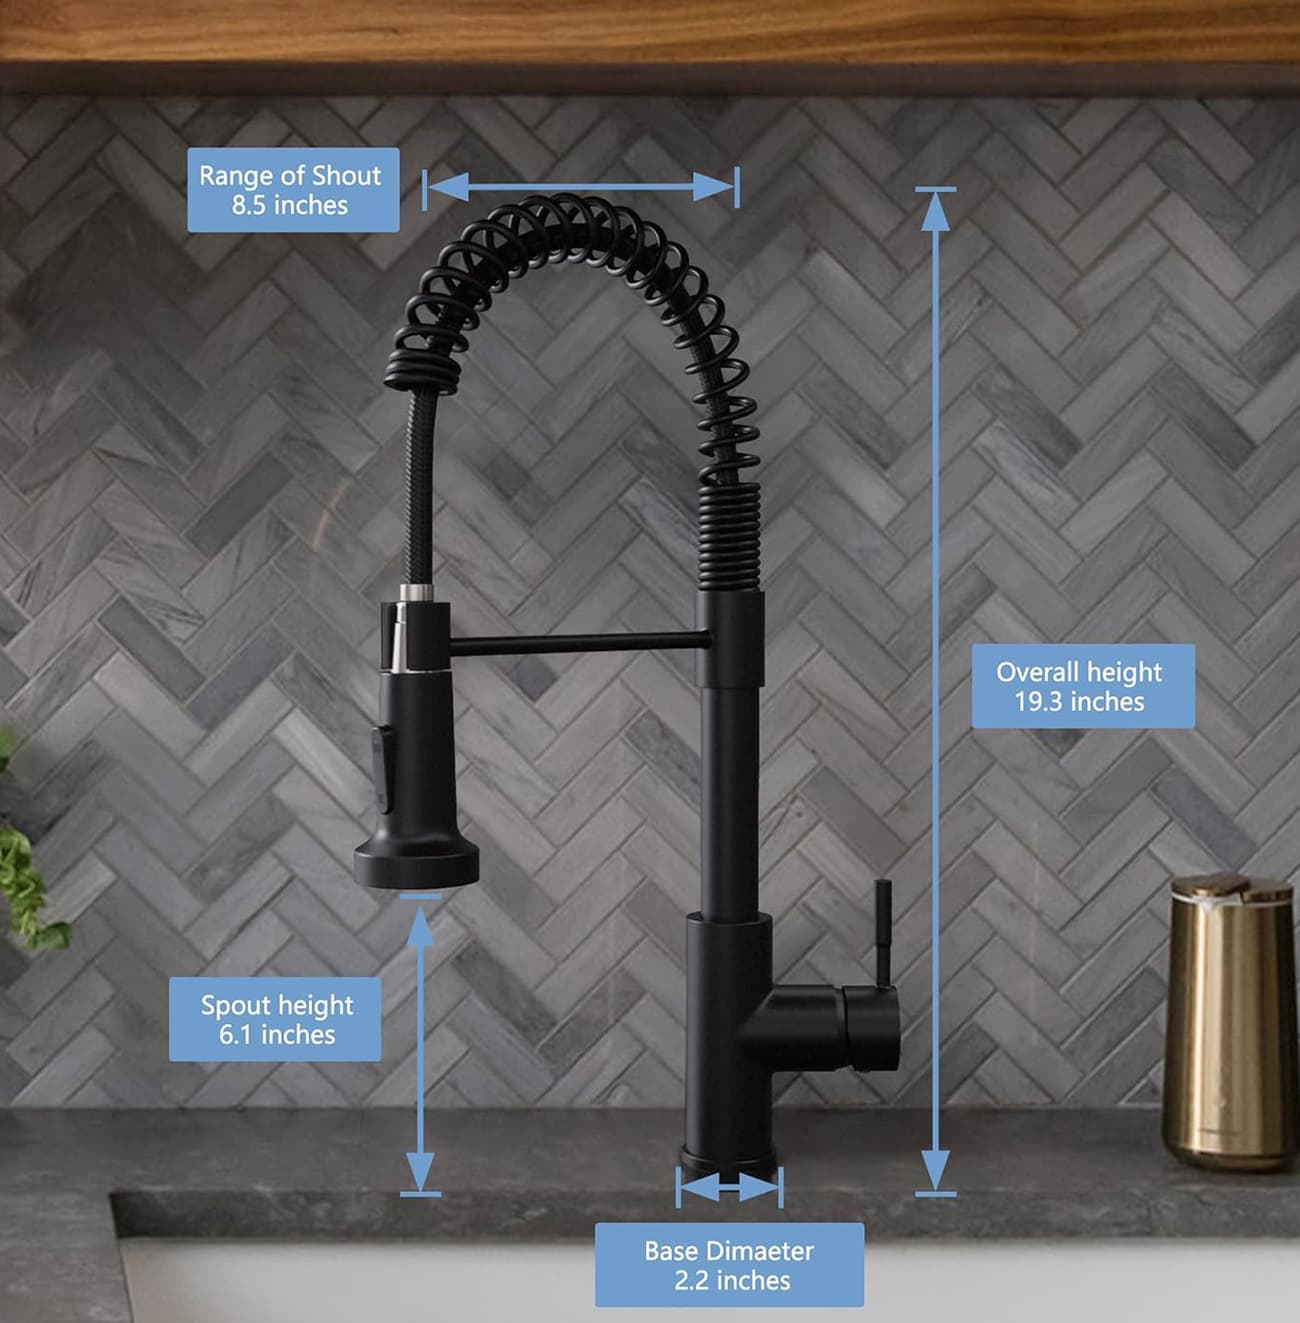 Range of Shout
8.5 inches
Overall height
19.3 inches
Spout height
6.1 inches
Base Dimaeter
2.2 inches